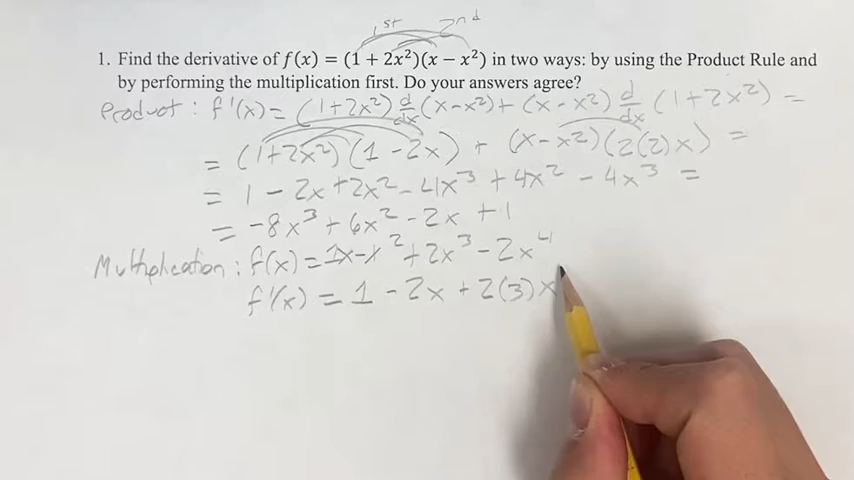 1st 2nd
1. Find the derivative of f(x) = (1 + 2x²)(x − x²) in two ways: by using the Product Rule and
by performing the multiplication first. Do your answers agree?
Product: f'(x) = (1+2x²) d/dx (x-x²) + (x-x²) d/dx (1+2x²) =
= (1+2x²)(1-2x) + (x-x²)(2(2)x) =
= 1 - 2x + 2x² - 4x³ + 4x² - 4x³ =
= -8x³ + 6x² - 2x + 1
Multiplication: f(x) = 1x - x² + 2x³ - 2x⁴
f'(x) = 1 - 2x + 2(3)x